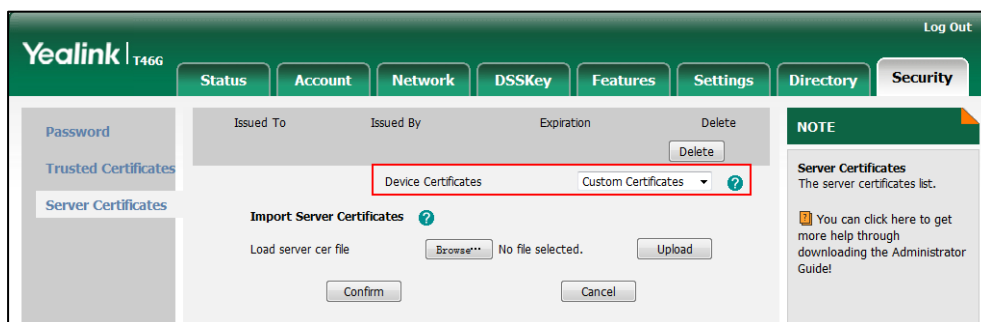 Log Out
Yealink T46G
Status Account Network DSSKey Features Settings Directory Security
Password
Trusted Certificates
Server Certificates
Issued To Issued By Expiration Delete
Delete
Device Certificates Custom Certificates ?
Import Server Certificates ?
Load server cer file Browse... No file selected. Upload
Confirm Cancel
NOTE
Server Certificates
The server certificates list.
? You can click here to get
more help through
downloading the Administrator
Guide!